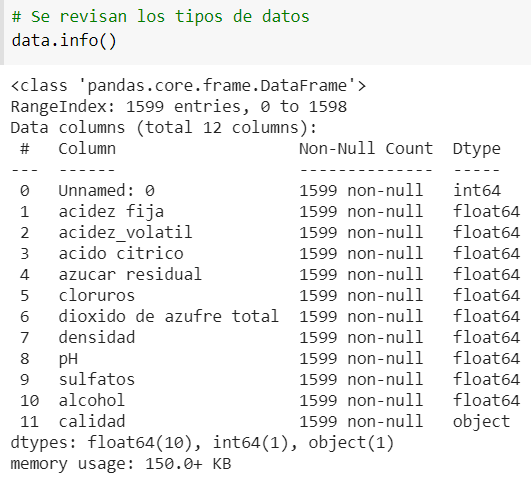 # Se revisan los tipos de datos
data.info()
<class 'pandas.core.frame.DataFrame'>
RangeIndex: 1599 entries, 0 to 1598
Data columns (total 12 columns):
 #   Column                   Non-Null Count  Dtype
---  ------                   --------------  -----
 0   Unnamed: 0               1599 non-null   int64
 1   acidez fija              1599 non-null   float64
 2   acidez_volatil           1599 non-null   float64
 3   acido citrico            1599 non-null   float64
 4   azucar residual          1599 non-null   float64
 5   cloruros                 1599 non-null   float64
 6   dioxido de azufre total  1599 non-null   float64
 7   densidad                 1599 non-null   float64
 8   pH                       1599 non-null   float64
 9   sulfatos                 1599 non-null   float64
 10  alcohol                  1599 non-null   float64
 11  calidad                  1599 non-null   object
dtypes: float64(10), int64(1), object(1)
memory usage: 150.0+ KB